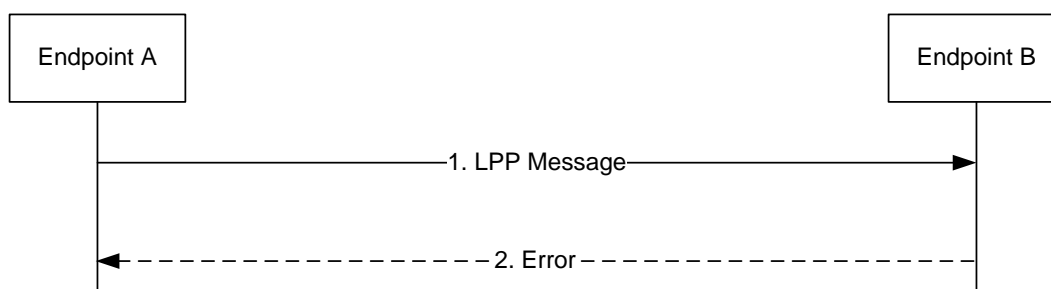 Endpoint A
Endpoint B
1. LPP Message
2. Error